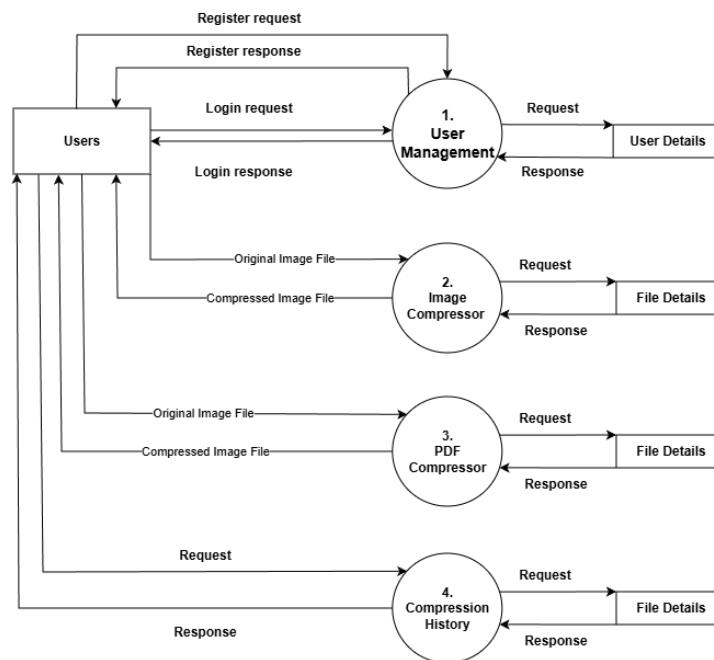 Register request
Register response
Login request
Users
Login response
1.
User
Management
Request
User Details
Response
Original Image File
Compressed Image File
2.
Image
Compressor
Request
File Details
Response
Original Image File
Compressed Image File
3.
PDF
Compressor
Request
File Details
Response
Request
Response
4.
Compression
History
Request
File Details
Response